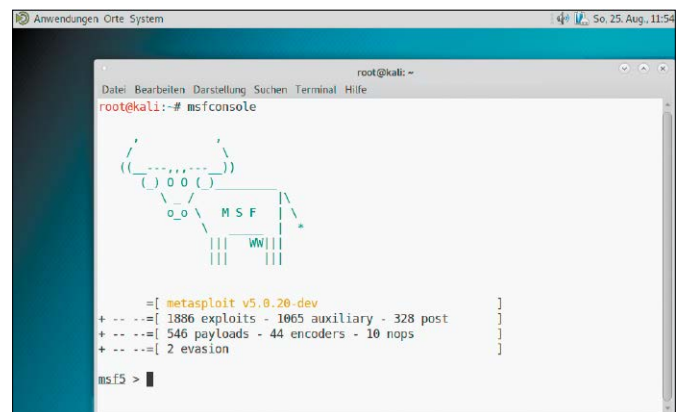 Anwendungen Orte System So, 25. Aug., 11:54
root@kali: ~
Datei Bearbeiten Darstellung Suchen Terminal Hilfe
root@kali:~# msfconsole
M S F
=[ metasploit v5.0.20-dev ]
+ -- --=[ 1886 exploits - 1065 auxiliary - 328 post ]
+ -- --=[ 546 payloads - 44 encoders - 10 nops ]
+ -- --=[ 2 evasion ]
msf5 >